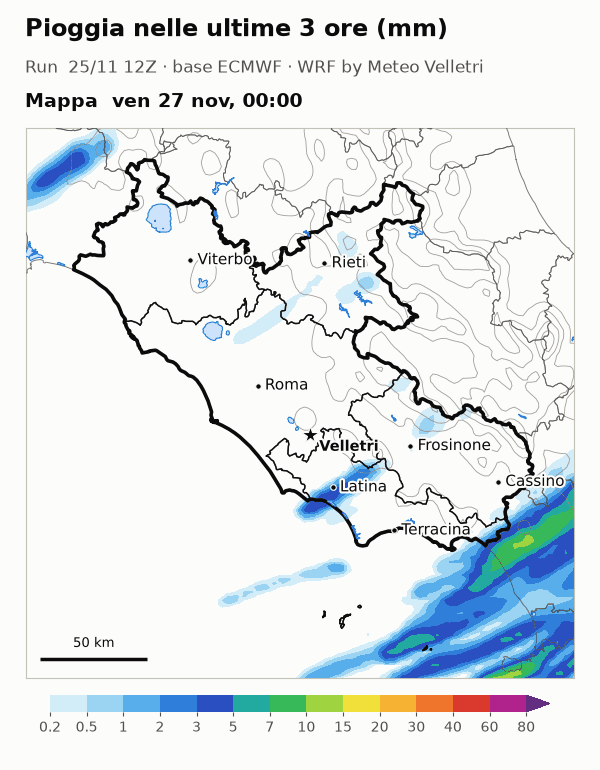 Pioggia nelle ultime 3 ore (mm)
Run  25/11 12Z · base ECMWF · WRF by Meteo Velletri
Mappa  ven 27 nov, 00:00
Viterbo
Rieti
Roma
Velletri
Frosinone
Latina
Cassino
Terracina
50 km
0.2 0.5 1 2 3 5 7 10 15 20 30 40 60 80